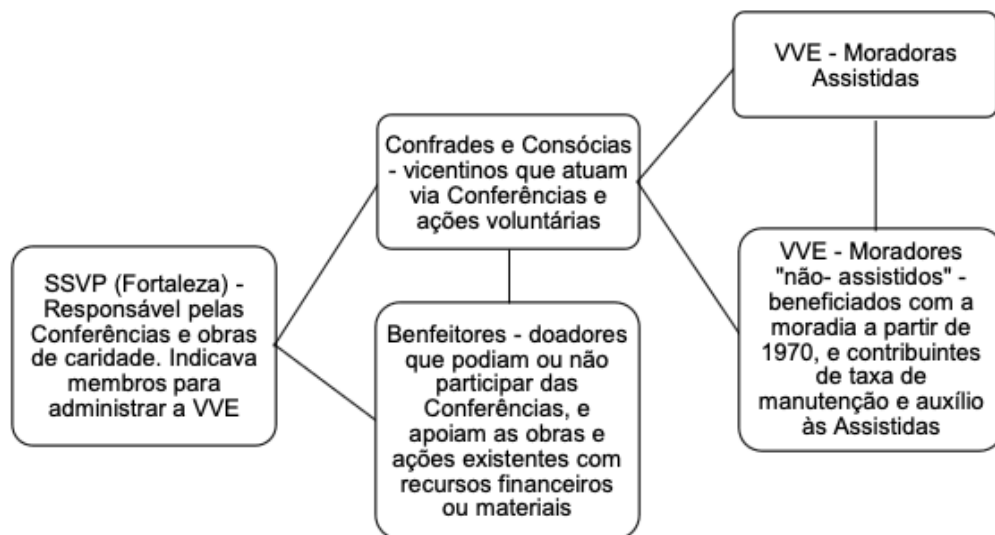 SSVP (Fortaleza) -
Responsável pelas
Conferências e obras
de caridade. Indicava
membros para
administrar a VVE
Confrades e Consócias
- vicentinos que atuam
via Conferências e
ações voluntárias
Benfeitores - doadores
que podiam ou não
participar das
Conferências, e
apoiam as obras e
ações existentes com
recursos financeiros
ou materiais
VVE - Moradoras
Assistidas
VVE - Moradores
"não- assistidos" -
beneficiados com a
moradia a partir de
1970, e contribuintes
de taxa de
manutenção e auxílio
às Assistidas